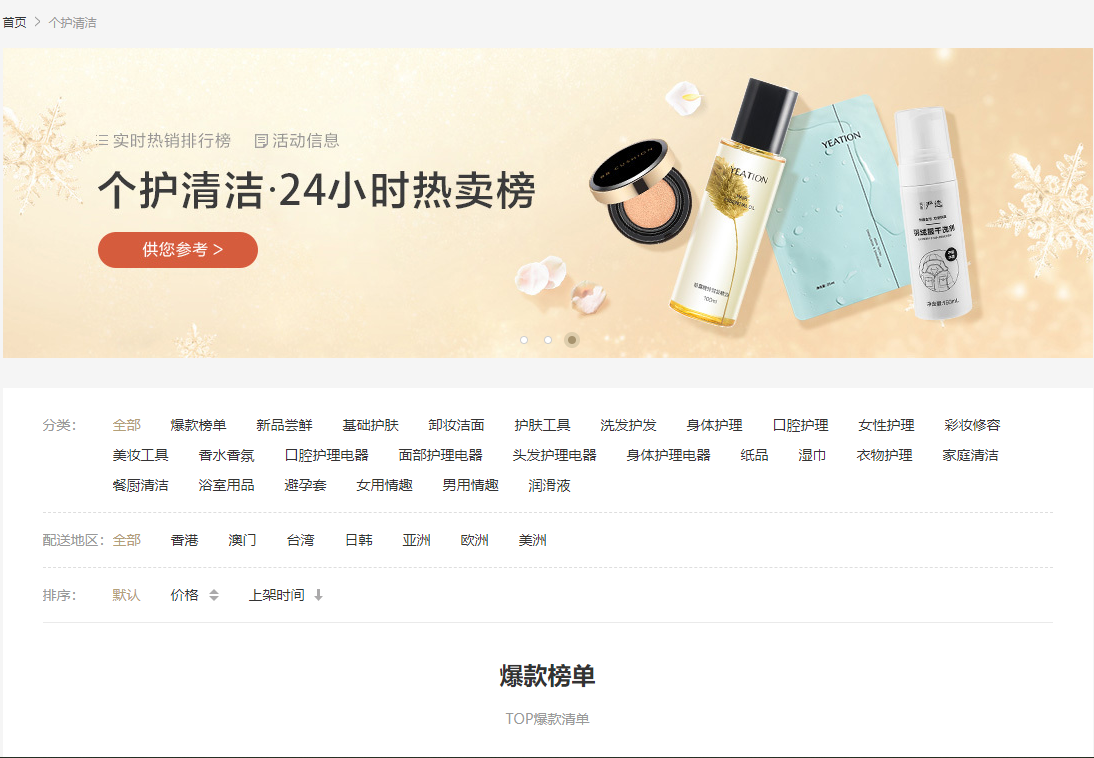 首页 > 个护清洁
实时热销排行榜 活动信息
个护清洁·24小时热卖榜
供您参考 >
BB CUSHION
YEATION
100ml
YEATION
严选
净含量:150mL
分类: 全部 爆款榜单 新品尝鲜 基础护肤 卸妆洁面 护肤工具 洗发护发 身体护理 口腔护理 女性护理 彩妆修容
美妆工具 香水香氛 口腔护理电器 面部护理电器 头发护理电器 身体护理电器 纸品 湿巾 衣物护理 家庭清洁
餐厨清洁 浴室用品 避孕套 女用情趣 男用情趣 润滑液
配送地区: 全部 香港 澳门 台湾 日韩 亚洲 欧洲 美洲
排序: 默认 价格 上架时间
爆款榜单
TOP爆款清单